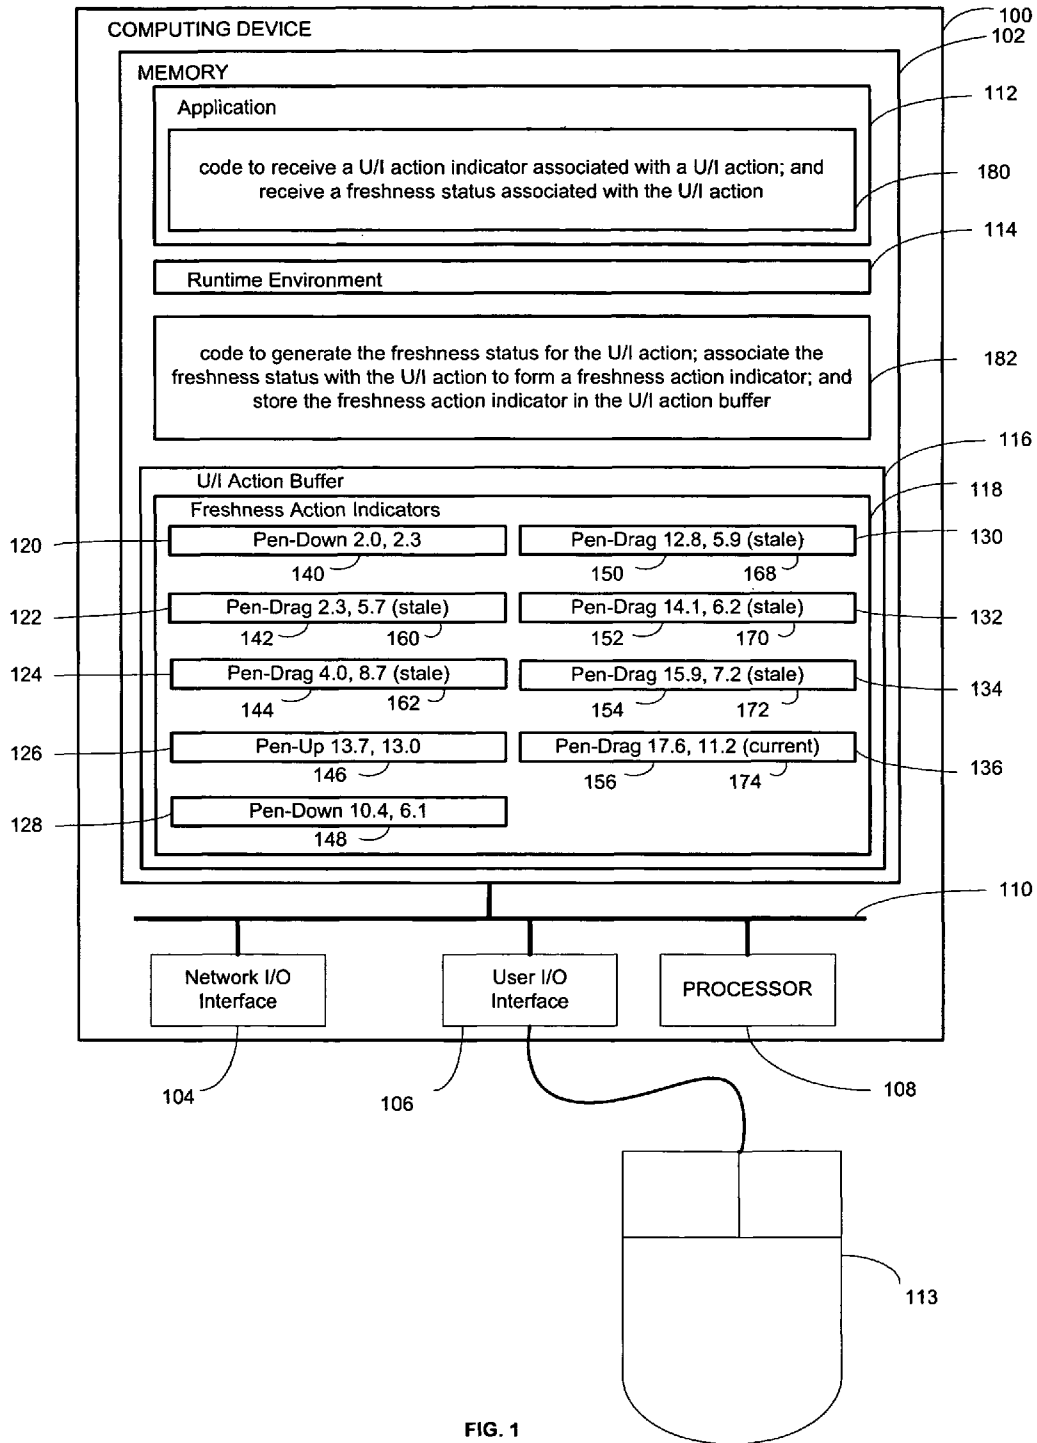 COMPUTING DEVICE
100
102
MEMORY
Application
112
code to receive a U/I action indicator associated with a U/I action; and
receive a freshness status associated with the U/I action
180
114
Runtime Environment
code to generate the freshness status for the U/I action; associate the
freshness status with the U/I action to form a freshness action indicator; and
store the freshness action indicator in the U/I action buffer
182
116
U/I Action Buffer
118
Freshness Action Indicators
120
Pen-Down 2.0, 2.3
140
Pen-Drag 12.8, 5.9 (stale)
130
150
168
122
Pen-Drag 2.3, 5.7 (stale)
142
160
Pen-Drag 14.1, 6.2 (stale)
132
152
170
124
Pen-Drag 4.0, 8.7 (stale)
144
162
Pen-Drag 15.9, 7.2 (stale)
134
154
172
126
Pen-Up 13.7, 13.0
146
Pen-Drag 17.6, 11.2 (current)
136
156
174
128
Pen-Down 10.4, 6.1
148
110
Network I/O
Interface
User I/O
Interface
PROCESSOR
104
106
108
113
FIG. 1